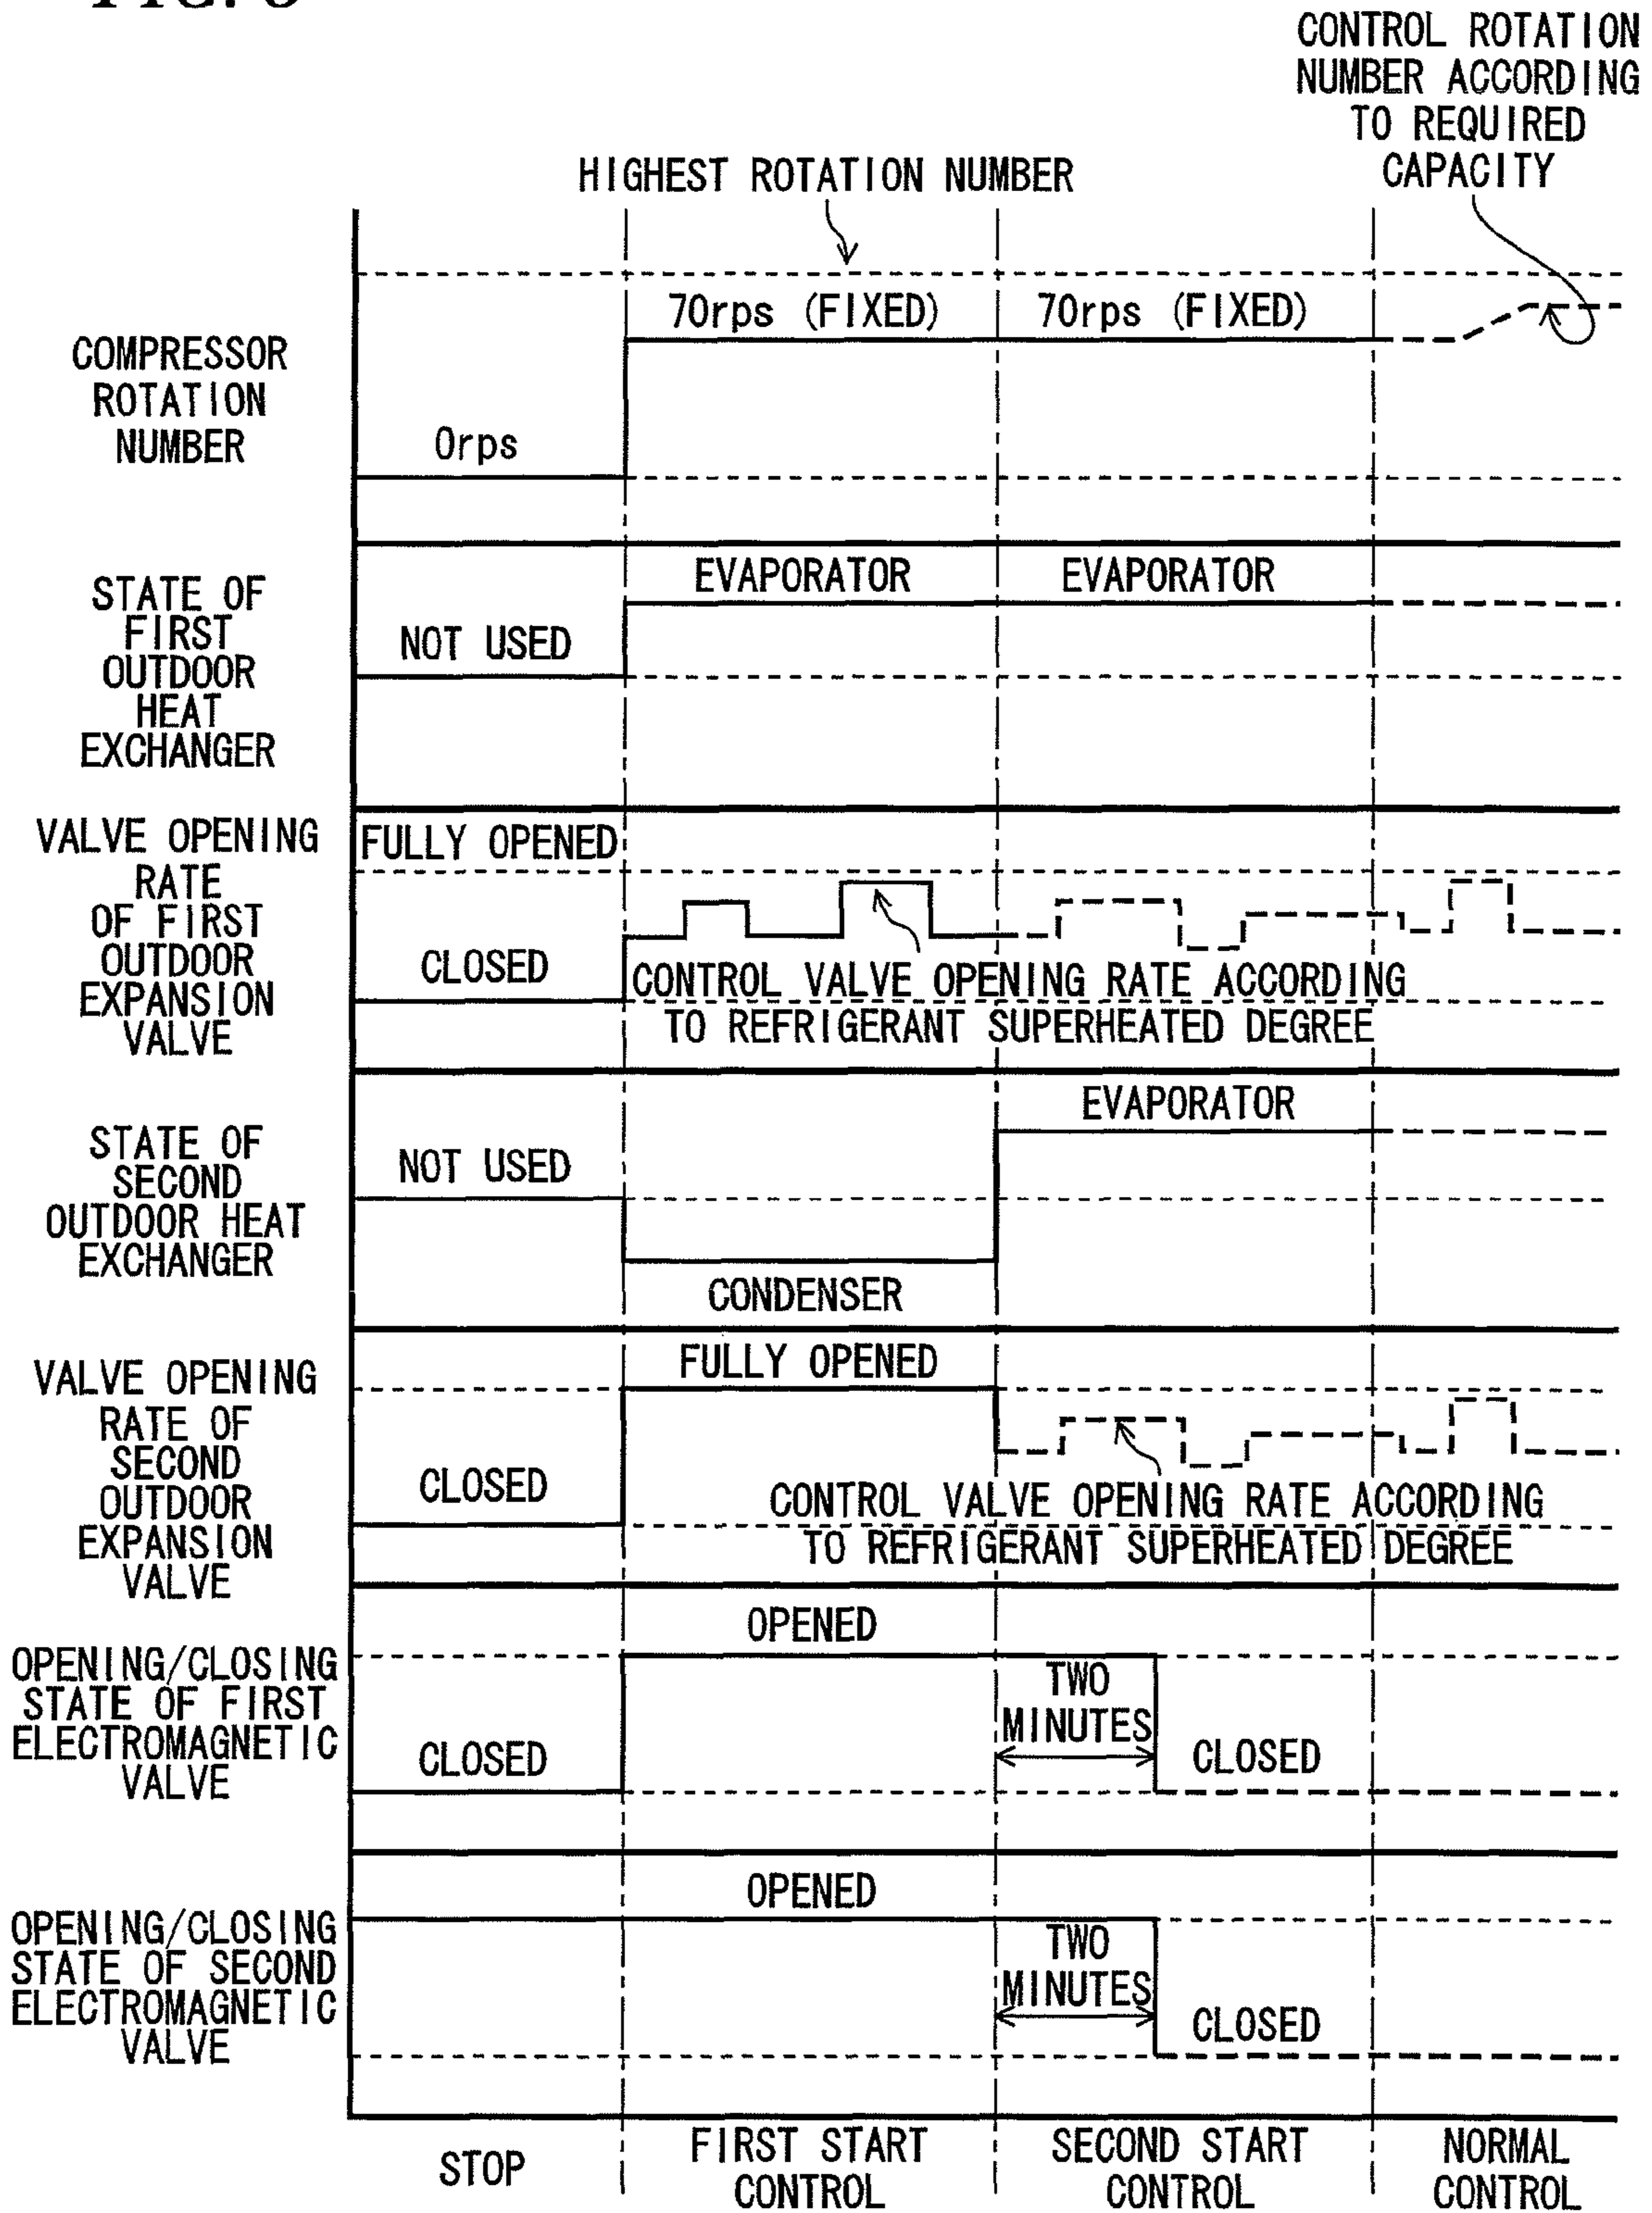 CONTROL ROTATION
NUMBER ACCORDING
TO REQUIRED
CAPACITY
HIGHEST ROTATION NUMBER
COMPRESSOR
ROTATION
NUMBER
0rps
70rps (FIXED)
70rps (FIXED)
STATE OF
FIRST
OUTDOOR
HEAT
EXCHANGER
NOT USED
EVAPORATOR
EVAPORATOR
VALVE OPENING
RATE
OF FIRST
OUTDOOR
EXPANSION
VALVE
FULLY OPENED
CLOSED
CONTROL VALVE OPENING RATE ACCORDING
TO REFRIGERANT SUPERHEATED DEGREE
STATE OF
SECOND
OUTDOOR HEAT
EXCHANGER
NOT USED
CONDENSER
EVAPORATOR
VALVE OPENING
RATE OF
SECOND
OUTDOOR
EXPANSION
VALVE
CLOSED
FULLY OPENED
CONTROL VALVE OPENING RATE ACCORDING
TO REFRIGERANT SUPERHEATED DEGREE
OPENING/CLOSING
STATE OF FIRST
ELECTROMAGNETIC
VALVE
CLOSED
OPENED
TWO
MINUTES
CLOSED
OPENING/CLOSING
STATE OF SECOND
ELECTROMAGNETIC
VALVE
OPENED
TWO
MINUTES
CLOSED
STOP
FIRST START
CONTROL
SECOND START
CONTROL
NORMAL
CONTROL